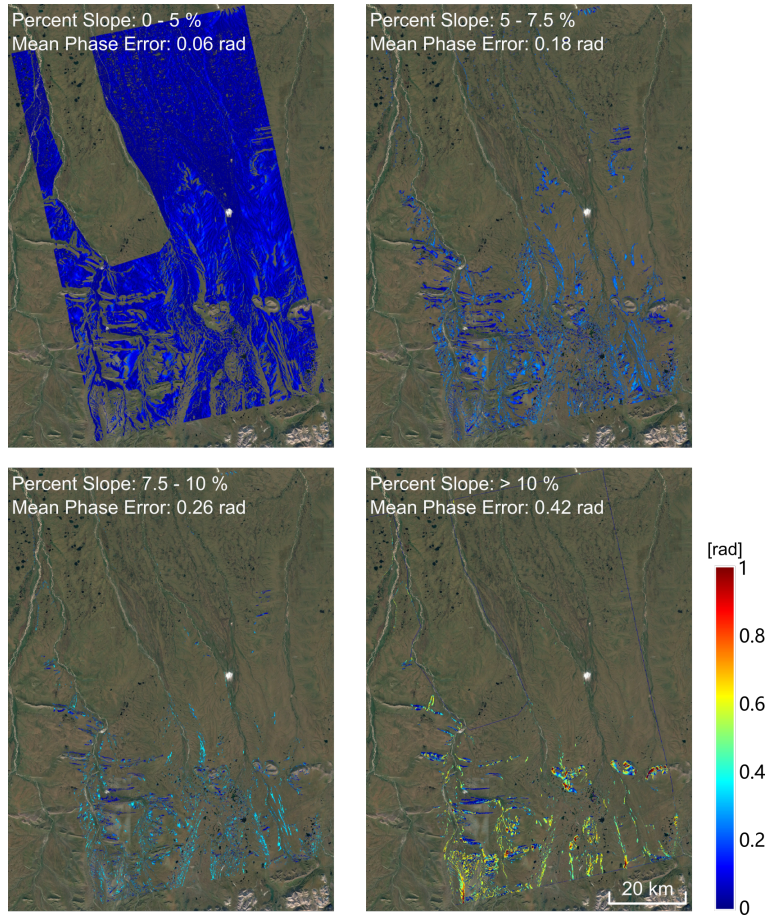 Percent Slope: 0 - 5 %
Mean Phase Error: 0.06 rad
Percent Slope: 5 - 7.5 %
Mean Phase Error: 0.18 rad
Percent Slope: 7.5 - 10 %
Mean Phase Error: 0.26 rad
Percent Slope: > 10 %
Mean Phase Error: 0.42 rad
[rad]
1
0.8
0.6
0.4
0.2
0
20 km